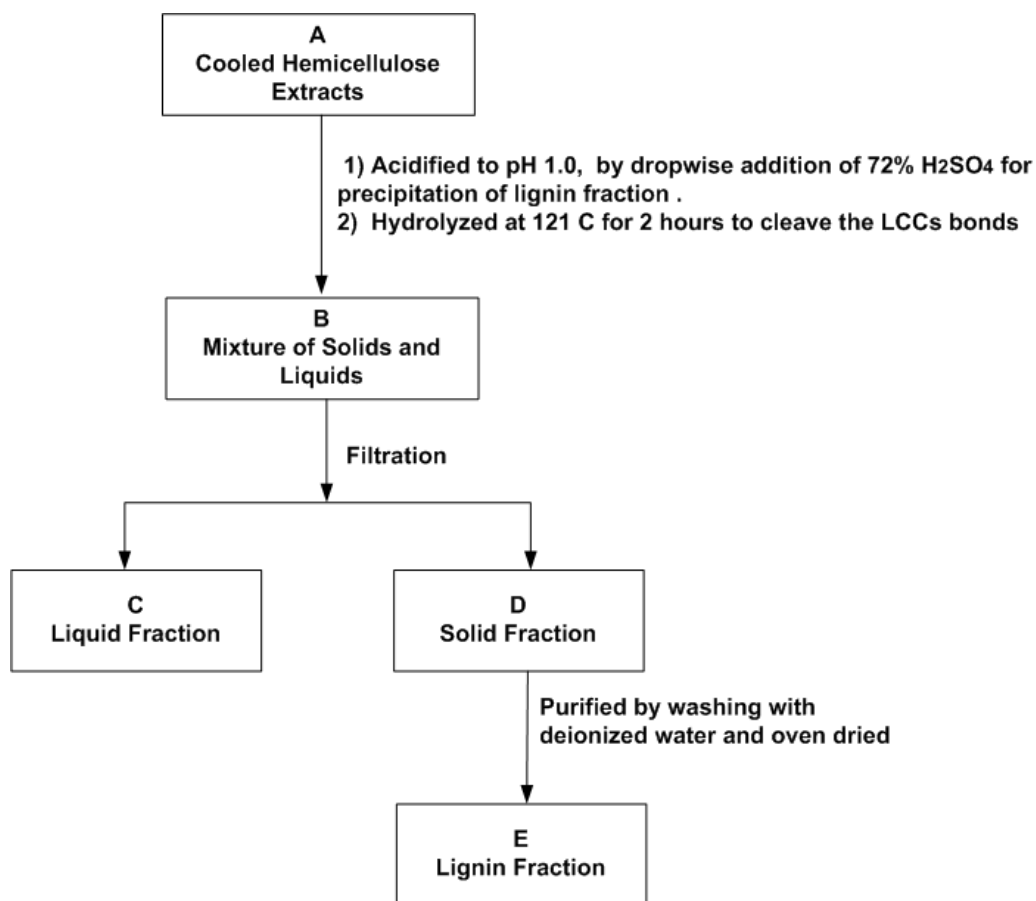 A
Cooled Hemicellulose
Extracts
1) Acidified to pH 1.0, by dropwise addition of 72% H2SO4 for
precipitation of lignin fraction .
2) Hydrolyzed at 121 C for 2 hours to cleave the LCCs bonds
B
Mixture of Solids and
Liquids
Filtration
C
Liquid Fraction
D
Solid Fraction
Purified by washing with
deionized water and oven dried
E
Lignin Fraction